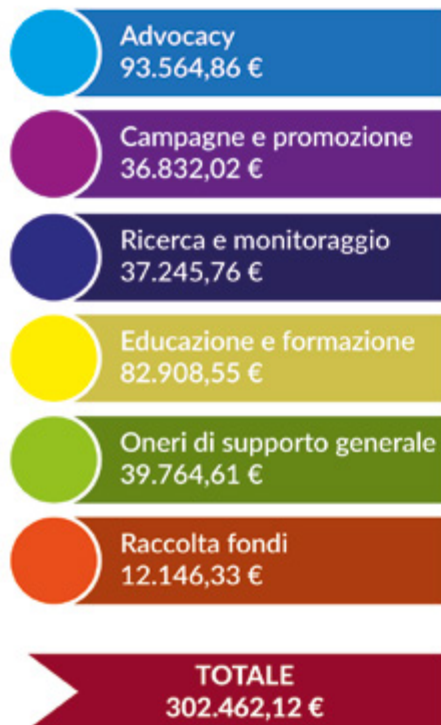 Advocacy
93.564,86 €
Campagne e promozione
36.832,02 €
Ricerca e monitoraggio
37.245,76 €
Educazione e formazione
82.908,55 €
Oneri di supporto generale
39.764,61 €
Raccolta fondi
12.146,33 €
TOTALE
302.462,12 €